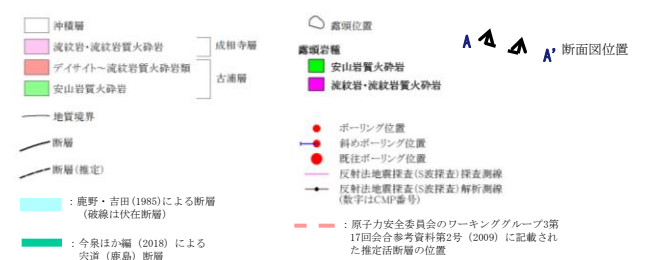 沖積層
流紋岩・流紋岩質火砕岩
成相寺層
デイサイト～流紋岩質火砕岩類
古浦層
安山岩質火砕岩
地質境界
断層
断層(推定)
：鹿野・吉田(1985)による断層
（破線は伏在断層）
：今泉ほか編（2018）による
宍道（鹿島）断層
露頭位置
露頭岩種
安山岩質火砕岩
流紋岩・流紋岩質火砕岩
ボーリング位置
斜めボーリング位置
既往ボーリング位置
反射法地震探査(S波探査)探査測線
反射法地震探査(S波探査)解析測線
(数字はCMP番号)
：原子力安全委員会のワーキンググループ3第
17回会合参考資料第2号（2009）に記載され
た推定活断層の位置
A A' 断面図位置